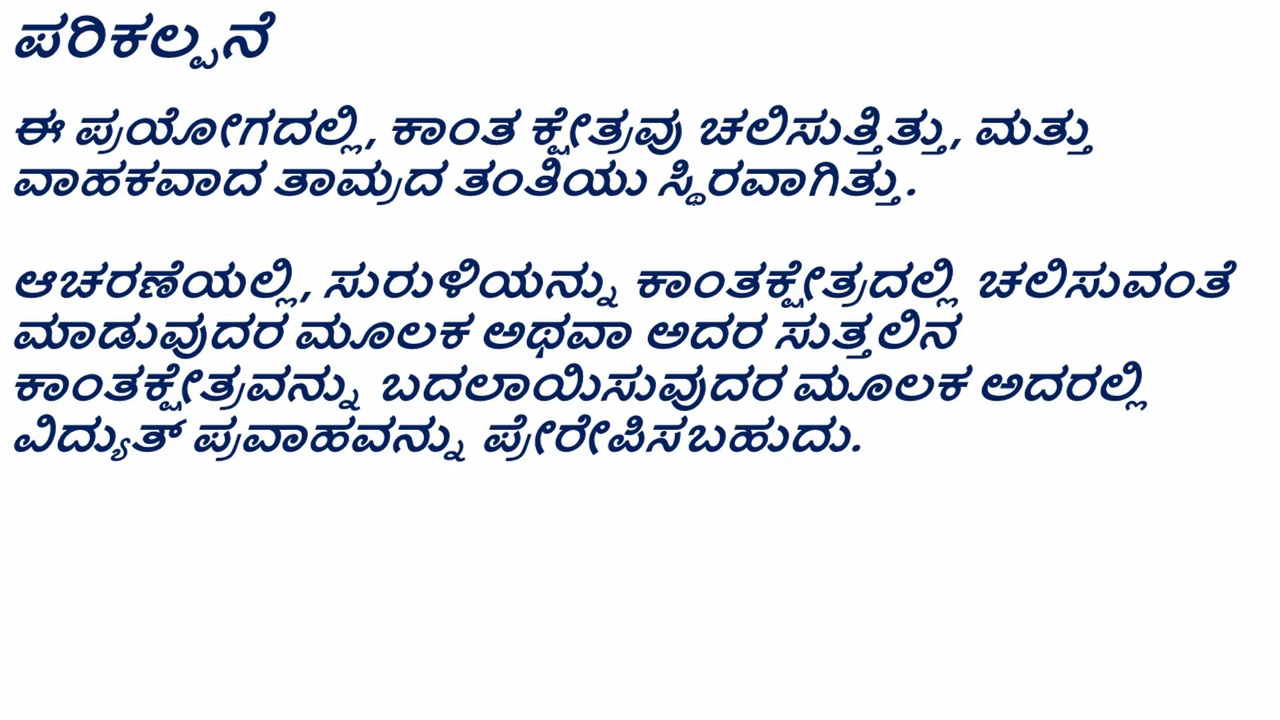 ಪರಿಕಲ್ಪನೆ
ಈ ಪ್ರಯೋಗದಲ್ಲಿ, ಕಾಂತ ಕ್ಷೇತ್ರವು ಚಲಿಸುತ್ತಿತ್ತು, ಮತ್ತು
ವಾಹಕವಾದ ತಾಮ್ರದ ತಂತಿಯು ಸ್ಥಿರವಾಗಿತ್ತು.
ಆಚರಣೆಯಲ್ಲಿ, ಸುರುಳಿಯನ್ನು ಕಾಂತಕ್ಷೇತ್ರದಲ್ಲಿ ಚಲಿಸುವಂತೆ
ಮಾಡುವುದರ ಮೂಲಕ ಅಥವಾ ಅದರ ಸುತ್ತಲಿನ
ಕಾಂತಕ್ಷೇತ್ರವನ್ನು ಬದಲಾಯಿಸುವುದರ ಮೂಲಕ ಅದರಲ್ಲಿ
ವಿದ್ಯುತ್ ಪ್ರವಾಹವನ್ನು ಪ್ರೇರೇಪಿಸಬಹುದು.